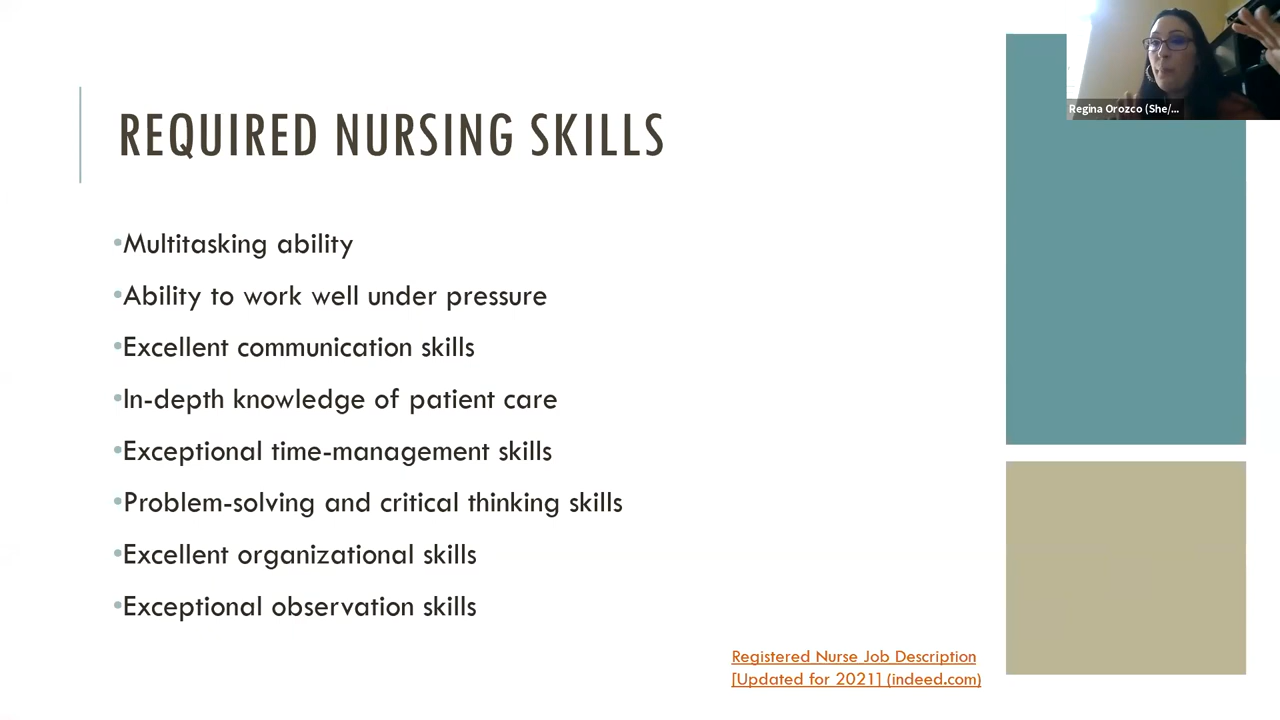 Regina Orozco (She/...
REQUIRED NURSING SKILLS
•Multitasking ability
•Ability to work well under pressure
•Excellent communication skills
•In-depth knowledge of patient care
•Exceptional time-management skills
•Problem-solving and critical thinking skills
•Excellent organizational skills
•Exceptional observation skills
Registered Nurse Job Description
[Updated for 2021] (indeed.com)